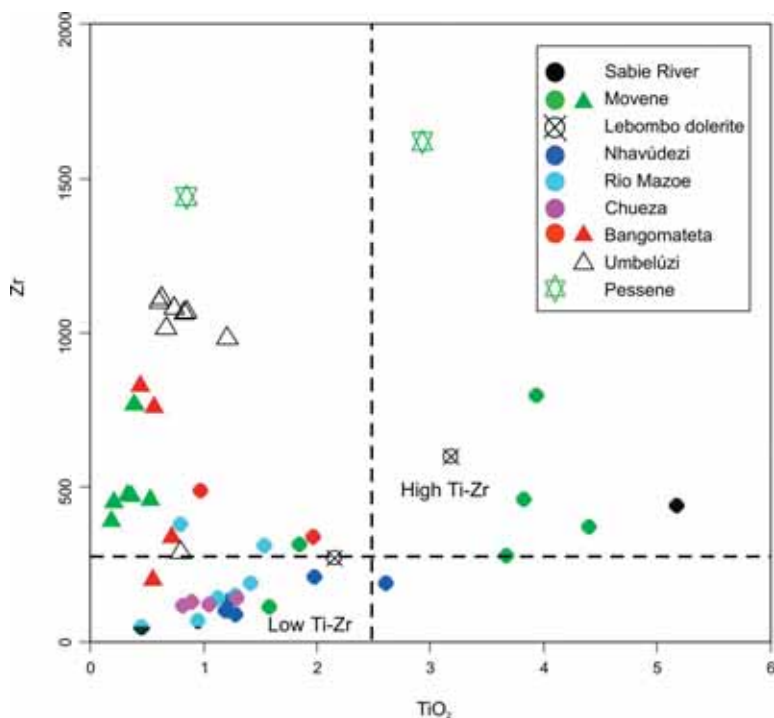 2000
Sabie River
Movene
Lebombo dolerite
Nhavúdezi
Rio Mazoe
Chueza
Bangomateta
Umbelúzi
Pessene
1500
Zr
1000
500
High Ti-Zr
Low Ti-Zr
0
0 1 2 3 4 5 6
TiO₂